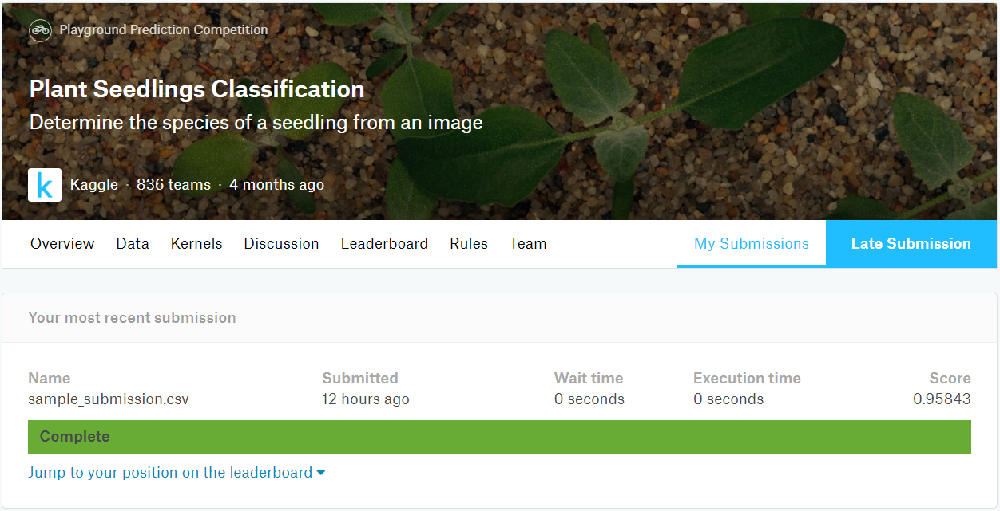 Playground Prediction Competition
Plant Seedlings Classification
Determine the species of a seedling from an image
k
Kaggle · 836 teams · 4 months ago
Overview Data Kernels Discussion Leaderboard Rules Team My Submissions Late Submission
Your most recent submission
Name Submitted Wait time Execution time Score
sample_submission.csv 12 hours ago 0 seconds 0 seconds 0.95843
Complete
Jump to your position on the leaderboard